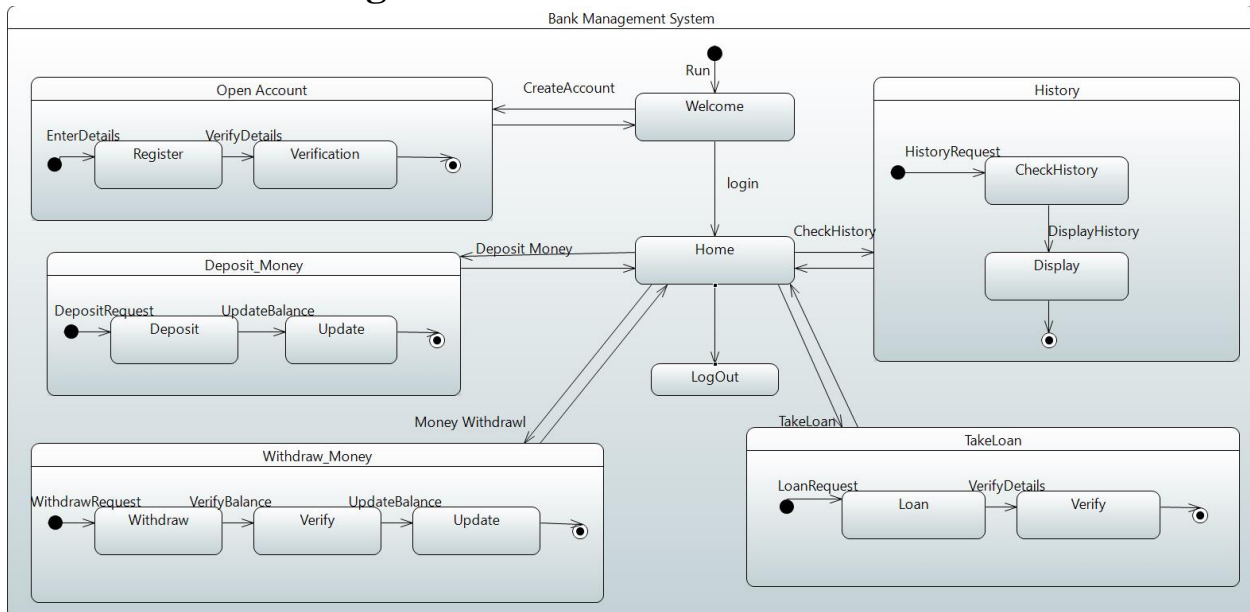 Bank Management System
Run
Open Account
CreateAccount
Welcome
History
EnterDetails
VerifyDetails
Register
Verification
HistoryRequest
CheckHistory
login
DisplayHistory
Display
Deposit Money
Home
CheckHistory
Deposit_Money
DepositRequest
UpdateBalance
Deposit
Update
LogOut
Money Withdrawl
TakeLoan
Withdraw_Money
TakeLoan
WithdrawRequest
VerifyBalance
UpdateBalance
Withdraw
Verify
Update
LoanRequest
VerifyDetails
Loan
Verify